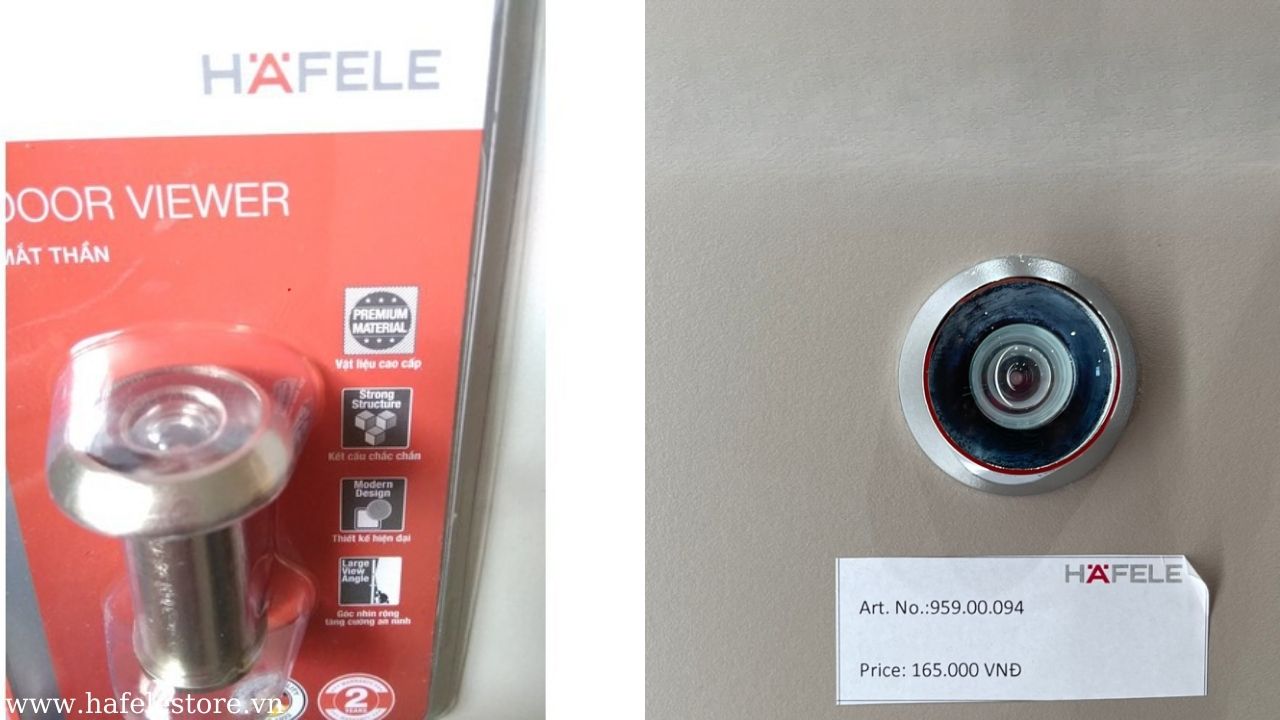 HÄFELE
DOOR VIEWER
MẮT THẦN
PREMIUM
MATERIAL
Vật liệu cao cấp
Strong
Structure
Kết cấu chắc chắn
Modern
Design
Thiết kế hiện đại
Large
View
Angle
Góc nhìn rộng
tăng cường an ninh
2
YEARS
www.hafelestore.vn
HÄFELE
Art. No.:959.00.094
Price: 165.000 VNĐ